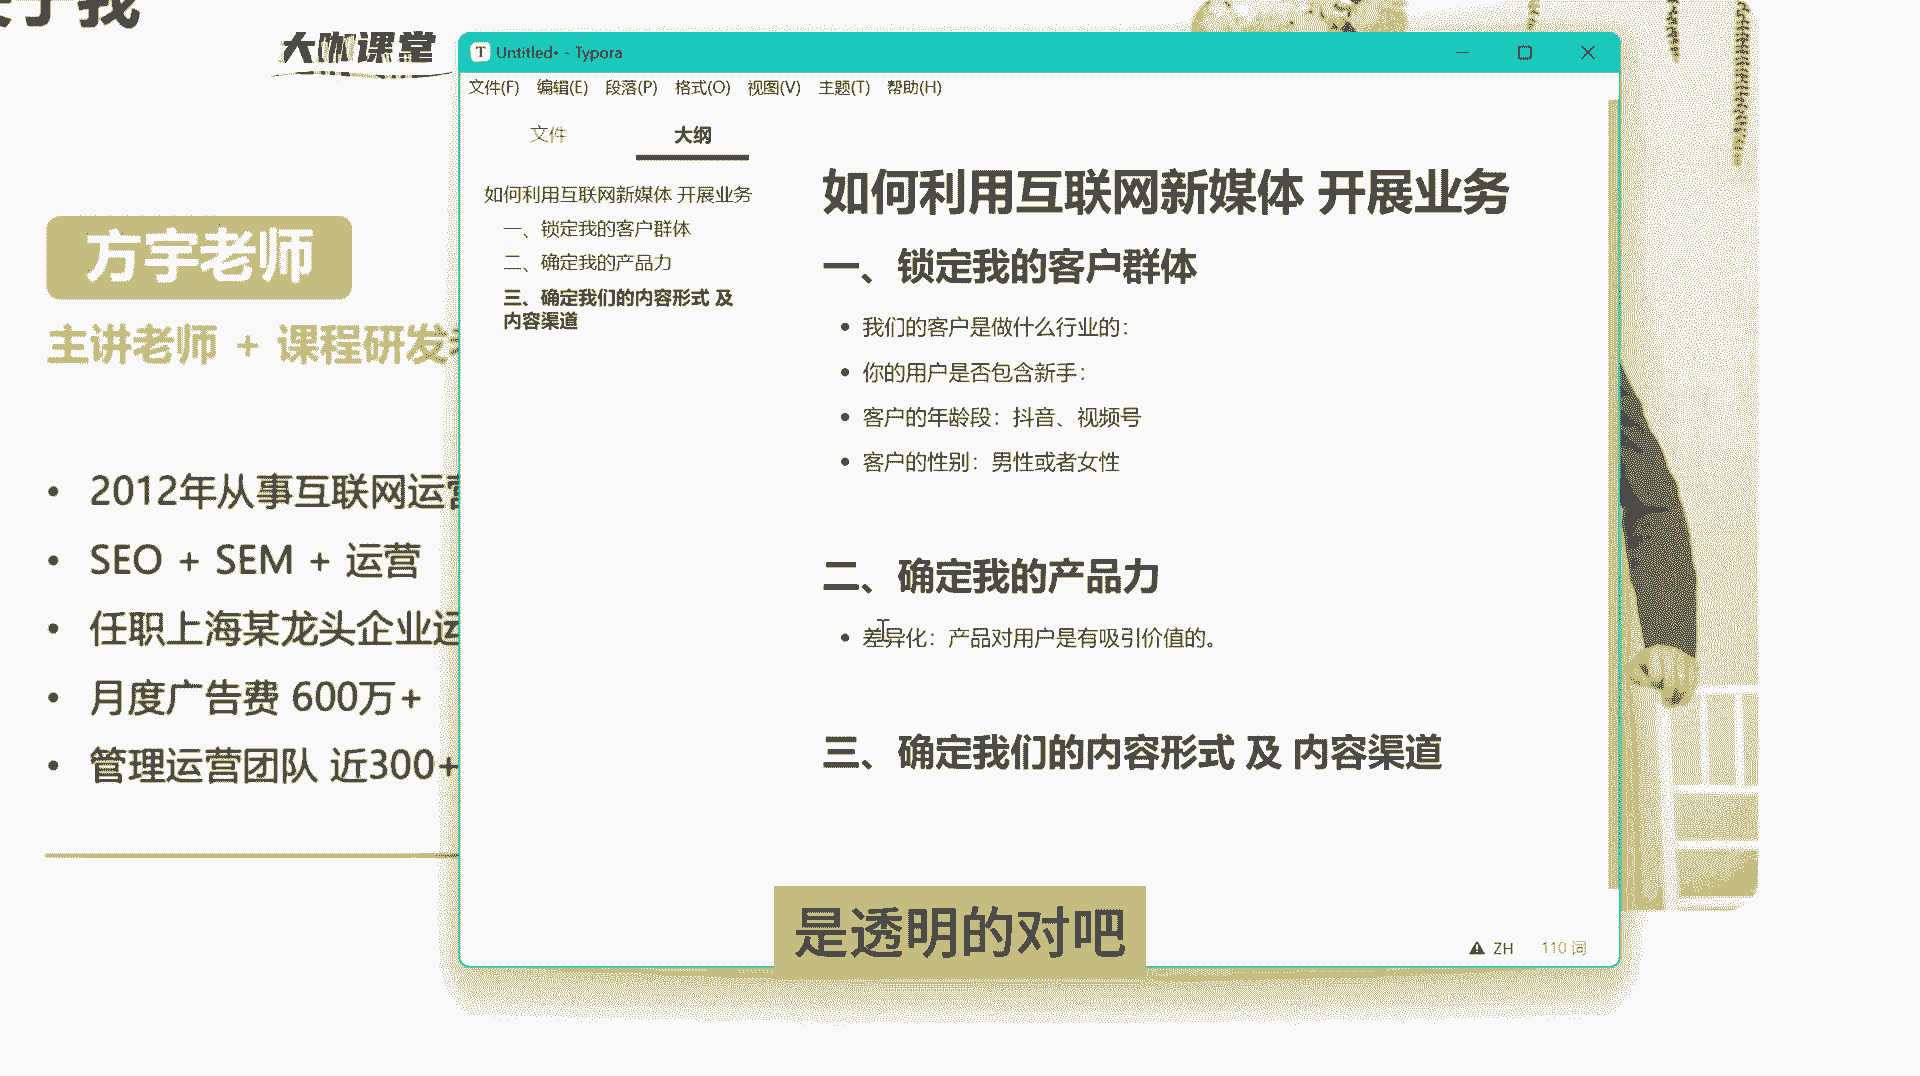 大咖课堂
方宇老师
主讲老师 + 课程研发
2012年从事互联网运营
SEO + SEM + 运营
任职上海某龙头企业运
月度广告费 600万+
管理运营团队 近300+
Untitled• - Typora
文件(F) 编辑(E) 段落(P) 格式(O) 视图(V) 主题(T) 帮助(H)
文件 大纲
如何利用互联网新媒体 开展业务
一、锁定我的客户群体
二、确定我的产品力
三、确定我们的内容形式 及
内容渠道
如何利用互联网新媒体 开展业务
一、锁定我的客户群体
我们的客户是做什么行业的：
你的用户是否包含新手：
客户的年龄段：抖音、视频号
客户的性别：男性或者女性
二、确定我的产品力
差异化：产品对用户是有吸引价值的。
三、确定我们的内容形式 及 内容渠道
是透明的对吧
ZH 110 词